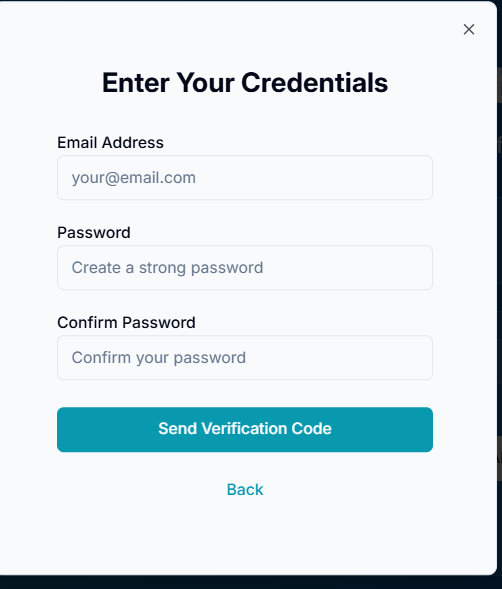 Enter Your Credentials
Email Address
your@email.com
Password
Create a strong password
Confirm Password
Confirm your password
Send Verification Code
Back